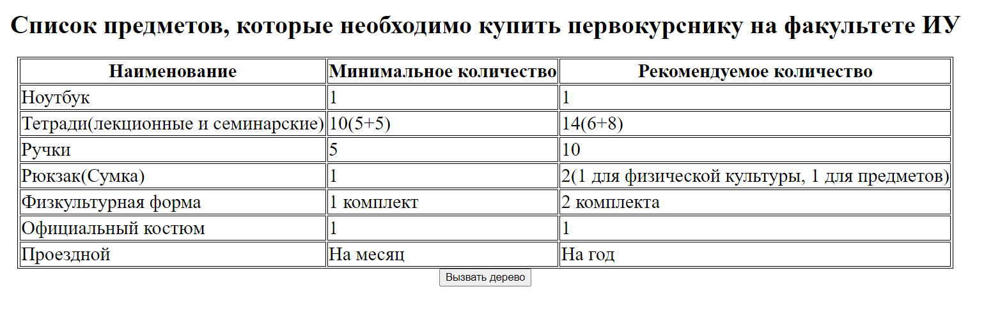 Список предметов, которые необходимо купить первокурснику на факультете ИУ
Наименование Минимальное количество Рекомендуемое количество
Ноутбук 1 1
Тетради(лекционные и семинарские) 10(5+5) 14(6+8)
Ручки 5 10
Рюкзак(Сумка) 1 2(1 для физической культуры, 1 для предметов)
Физкультурная форма 1 комплект 2 комплекта
Официальный костюм 1 1
Проездной На месяц На год
Вызвать дерево